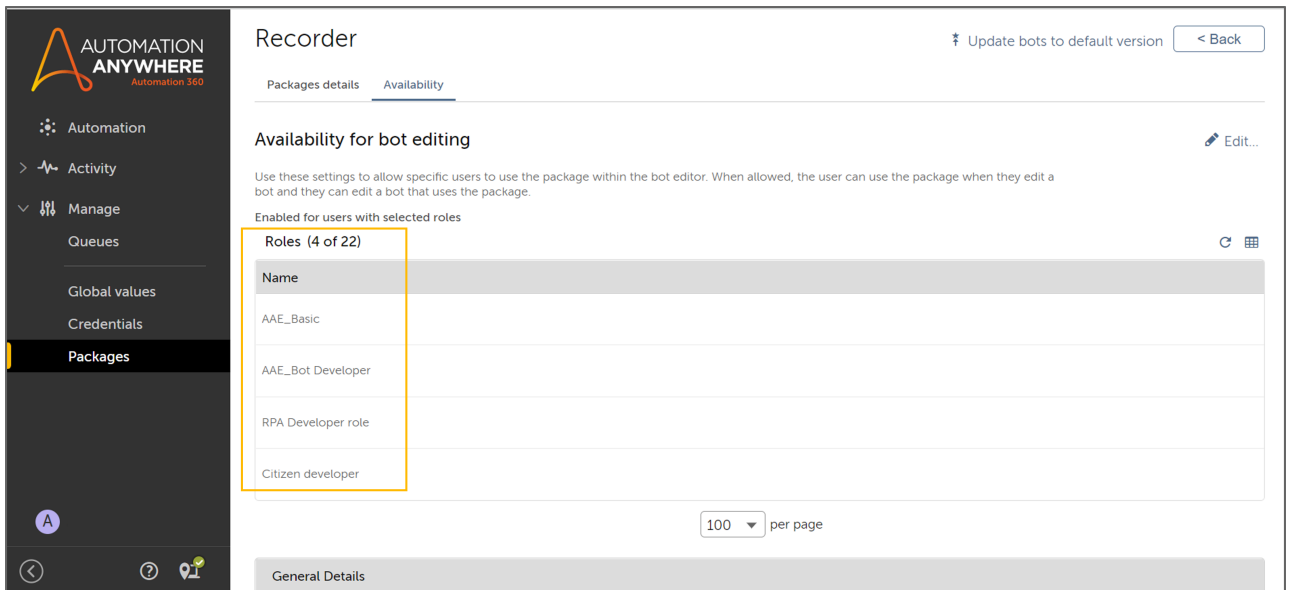 AUTOMATION
ANYWHERE
Automation 360
Automation
Activity
Manage
Queues
Global values
Credentials
Packages
A
Recorder
Update bots to default version
< Back
Packages details
Availability
Availability for bot editing
Edit...
Use these settings to allow specific users to use the package within the bot editor. When allowed, the user can use the package when they edit a
bot and they can edit a bot that uses the package.
Enabled for users with selected roles
Roles (4 of 22)
Name
AAE_Basic
AAE_Bot Developer
RPA Developer role
Citizen developer
100 per page
General Details